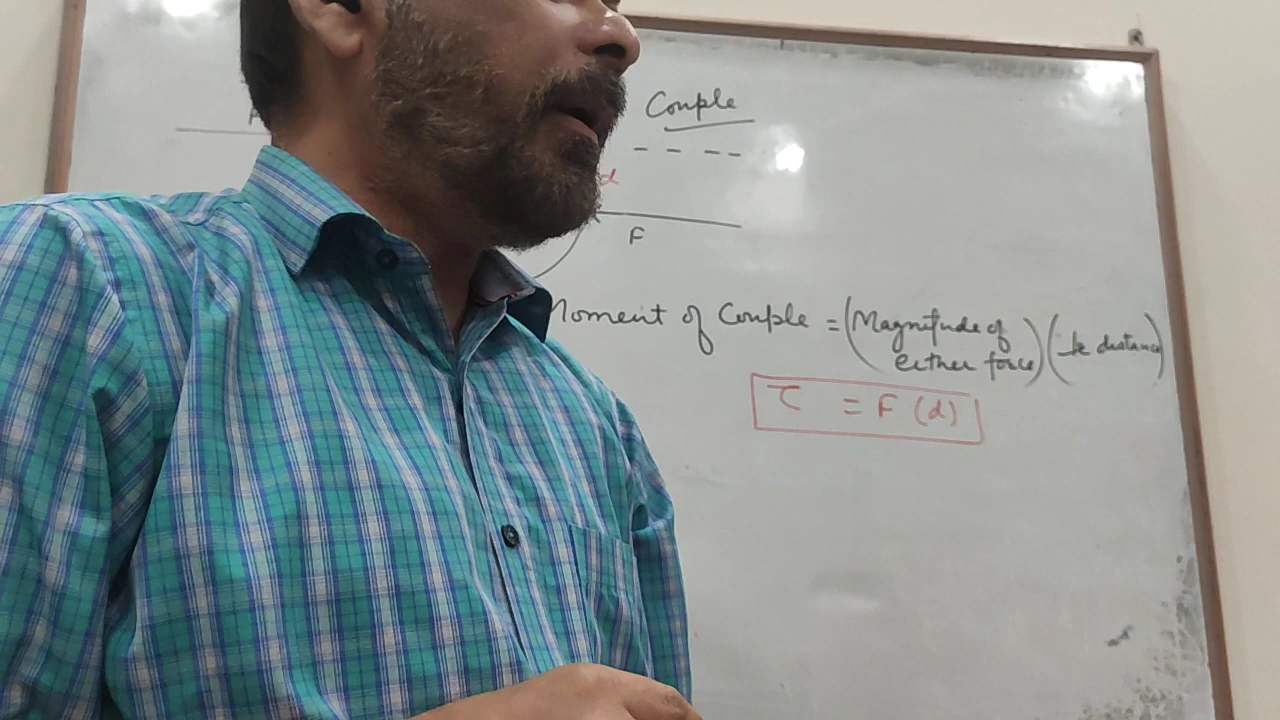 Couple
d
F
Moment of Couple = (Magnitude of either force) (⊥r distance)
τ = F (d)